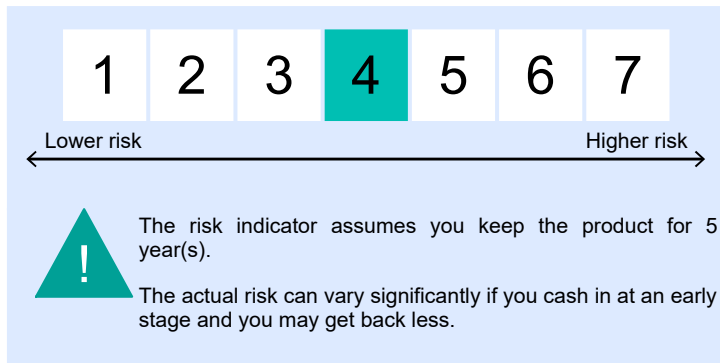 1 2 3 4 5 6 7
Lower risk Higher risk
!
The risk indicator assumes you keep the product for 5
year(s).
The actual risk can vary significantly if you cash in at an early
stage and you may get back less.